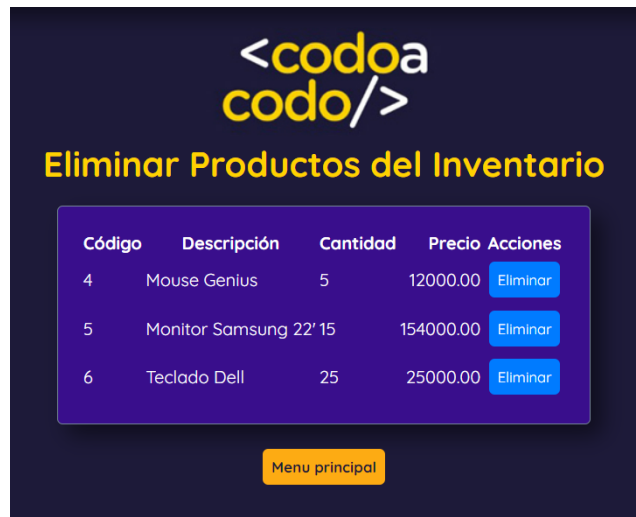 <codoa
codo/>
Eliminar Productos del Inventario
Código Descripción Cantidad Precio Acciones
4 Mouse Genius 5 12000.00 Eliminar
5 Monitor Samsung 22' 15 154000.00 Eliminar
6 Teclado Dell 25 25000.00 Eliminar
Menu principal